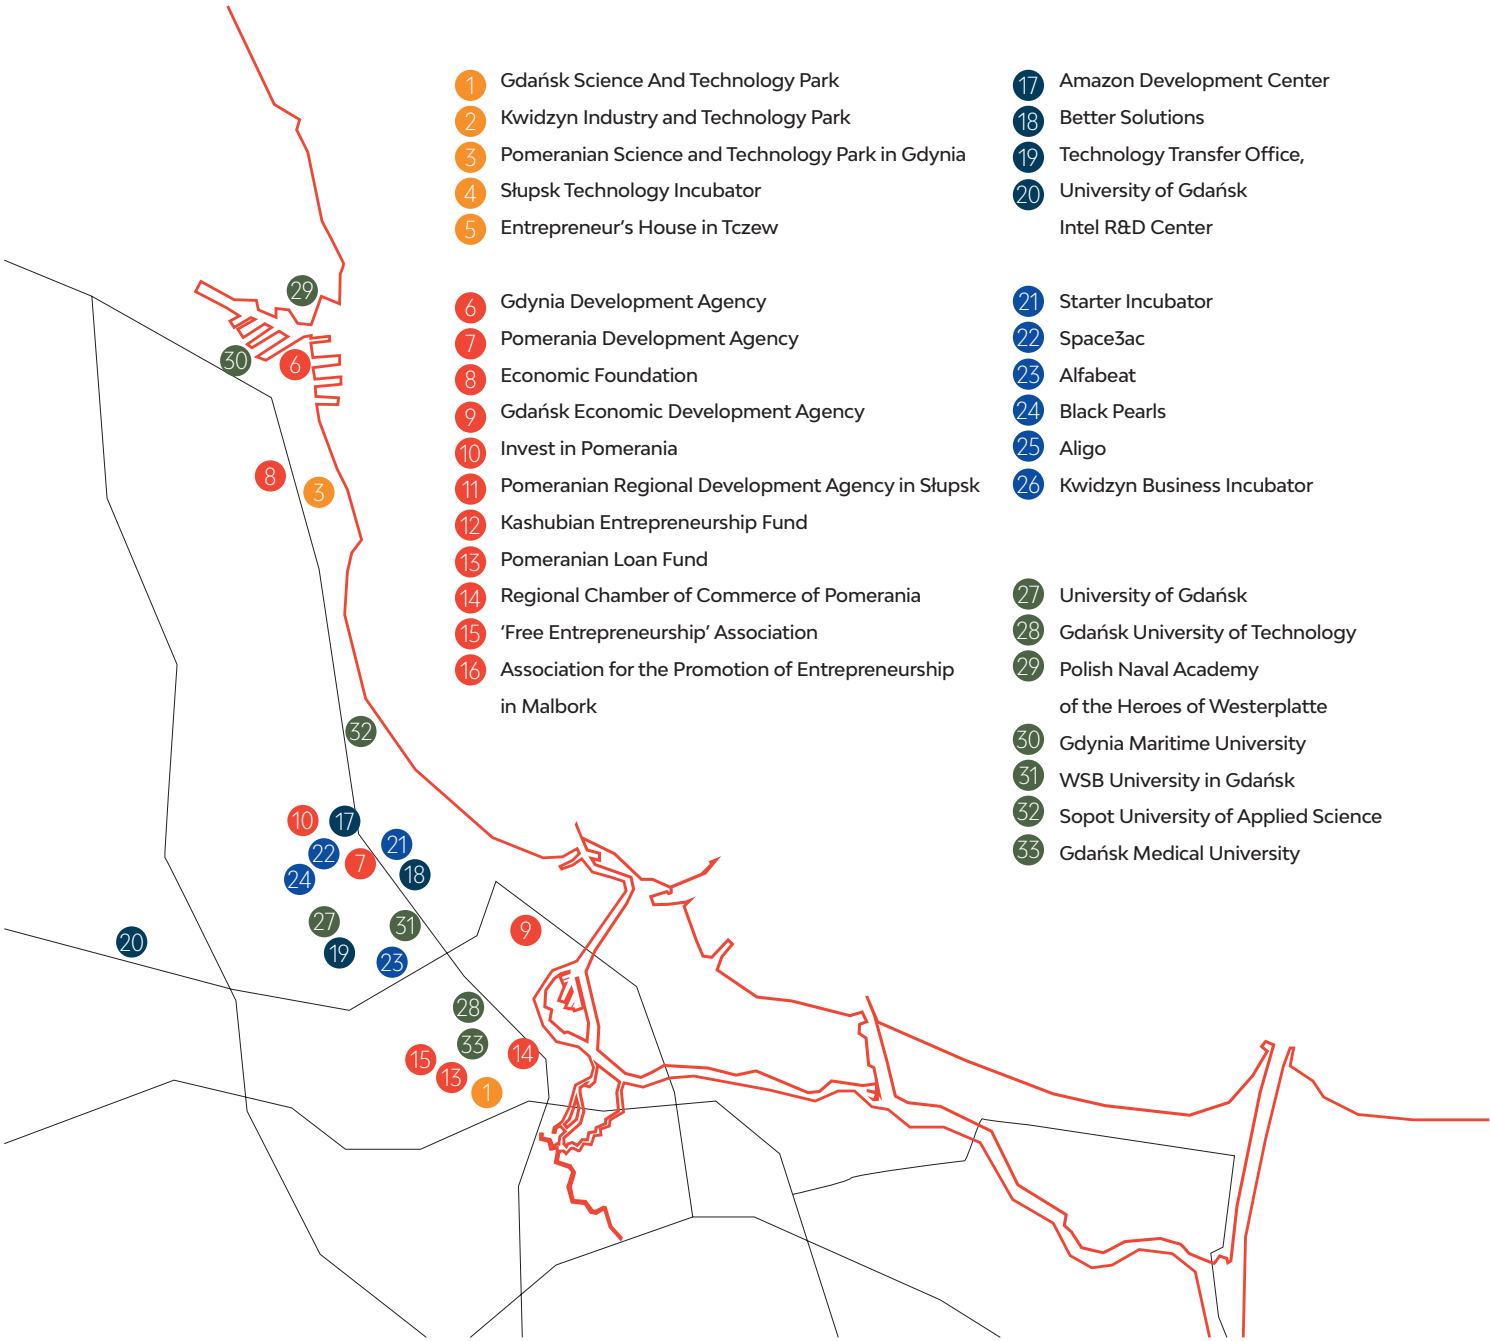 1 Gdańsk Science And Technology Park
2 Kwidzyn Industry and Technology Park
3 Pomeranian Science and Technology Park in Gdynia
4 Słupsk Technology Incubator
5 Entrepreneur's House in Tczew
6 Gdynia Development Agency
7 Pomerania Development Agency
8 Economic Foundation
9 Gdańsk Economic Development Agency
10 Invest in Pomerania
11 Pomeranian Regional Development Agency in Słupsk
12 Kashubian Entrepreneurship Fund
13 Pomeranian Loan Fund
14 Regional Chamber of Commerce of Pomerania
15 ‘Free Entrepreneurship’ Association
16 Association for the Promotion of Entrepreneurship
in Malbork
17 Amazon Development Center
18 Better Solutions
19 Technology Transfer Office,
20 University of Gdańsk
Intel R&D Center
21 Starter Incubator
22 Space3ac
23 Alfabeat
24 Black Pearls
25 Aligo
26 Kwidzyn Business Incubator
27 University of Gdańsk
28 Gdańsk University of Technology
29 Polish Naval Academy
of the Heroes of Westerplatte
30 Gdynia Maritime University
31 WSB University in Gdańsk
32 Sopot University of Applied Science
33 Gdańsk Medical University
29
30
6
8
3
32
10
17
22
7
21
24
18
27
31
9
20
19
23
28
33
15
14
13
1